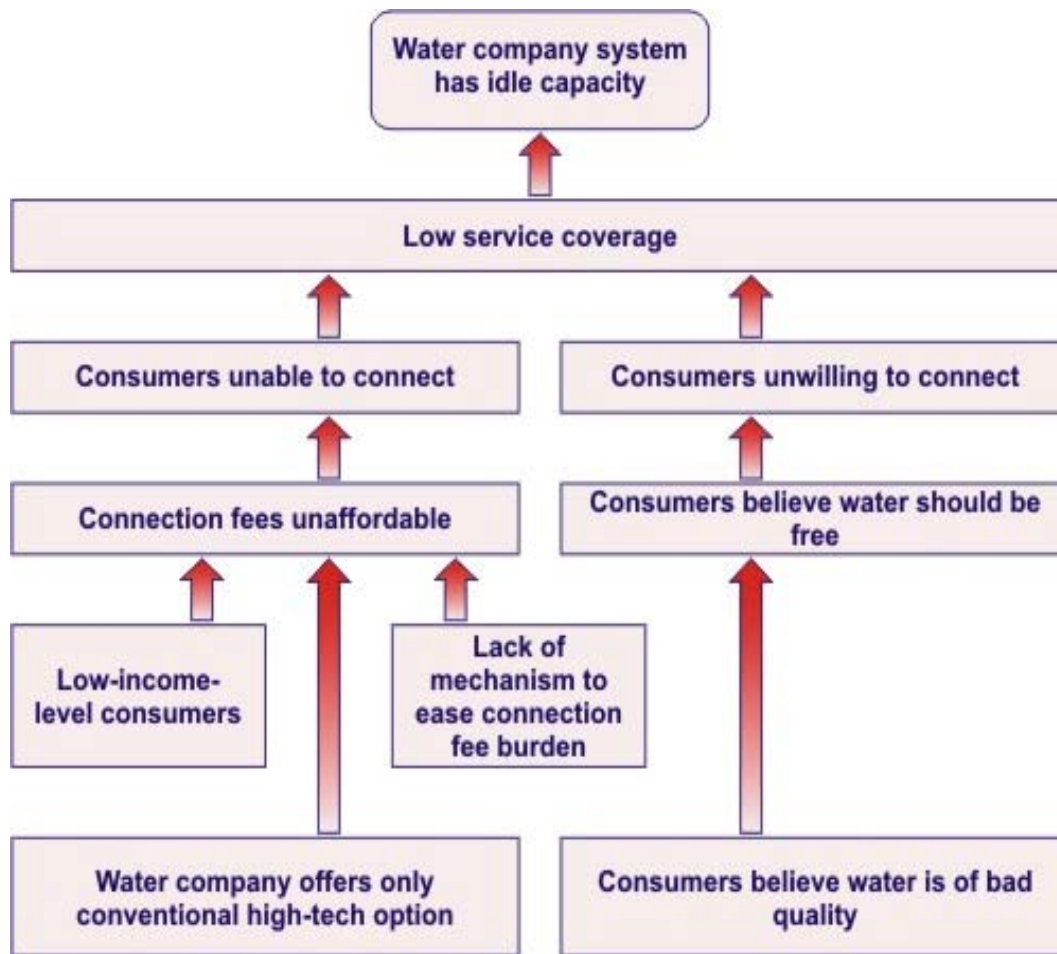 Water company system
has idle capacity
Low service coverage
Consumers unable to connect
Consumers unwilling to connect
Connection fees unaffordable
Consumers believe water should be
free
Low-income-
level consumers
Lack of
mechanism to
ease connection
fee burden
Water company offers only
conventional high-tech option
Consumers believe water is of bad
quality